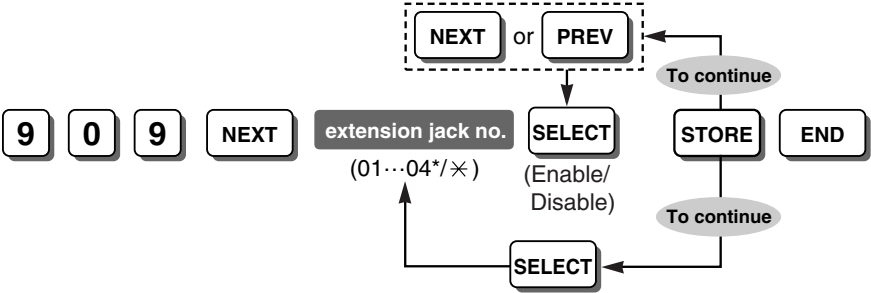 NEXT or PREV
To continue
9 0 9 NEXT extension jack no. SELECT STORE END
(01···04*/✳)
(Enable/
Disable)
To continue
SELECT